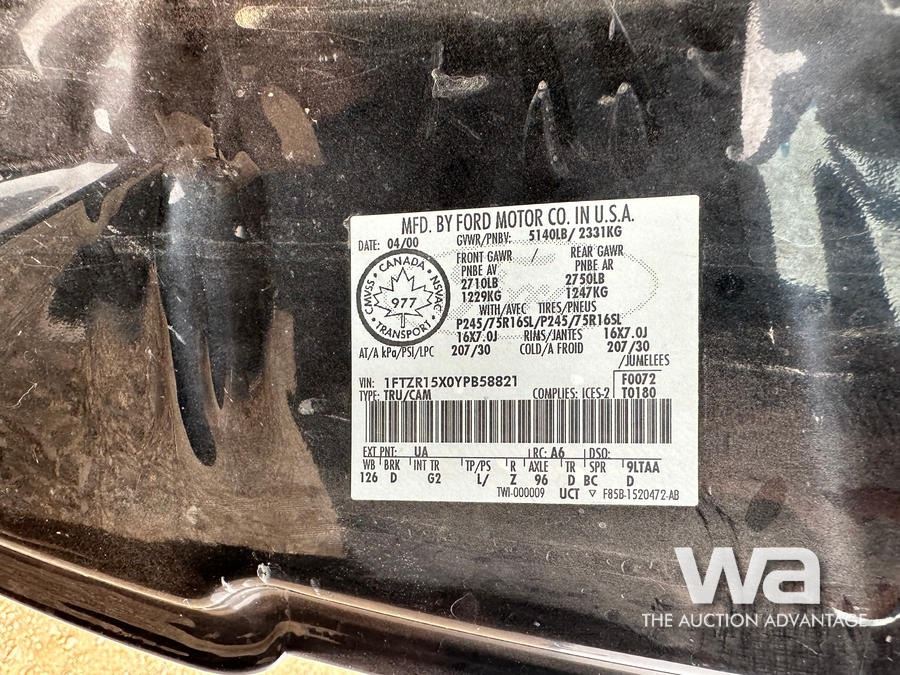 MFD. BY FORD MOTOR CO. IN U.S.A.
DATE: 04/00 GVWR/PNBV: 5140LB/ 2331KG
FRONT GAWR / REAR GAWR
PNBE AV PNBE AR
2710LB 2750LB
1229KG 1247KG
CANADA
CMVSS 977 NSVAC
TRANSPORT
WITH/AVEC TIRES/PNEUS
P245/75R16SL/P245/75R16SL
16X7.0J RIMS/JANTES 16X7.0J
AT/A kPa/PSI/LPC 207/30 COLD/A FROID 207/30
/JUMELEES
VIN: 1FTZR15X0YPB58821 F0072
TYPE: TRU/CAM COMPLIES: ICES-2 T0180
EXT PNT: UA RC: A6 DSO:
WB BRK INT TR TP/PS R AXLE TR SPR 9LTAA
126 D G2 L/ Z 96 D BC D
TWI-000009 UCT ▽ F85B-1520472-AB
wa
THE AUCTION ADVANTAGE